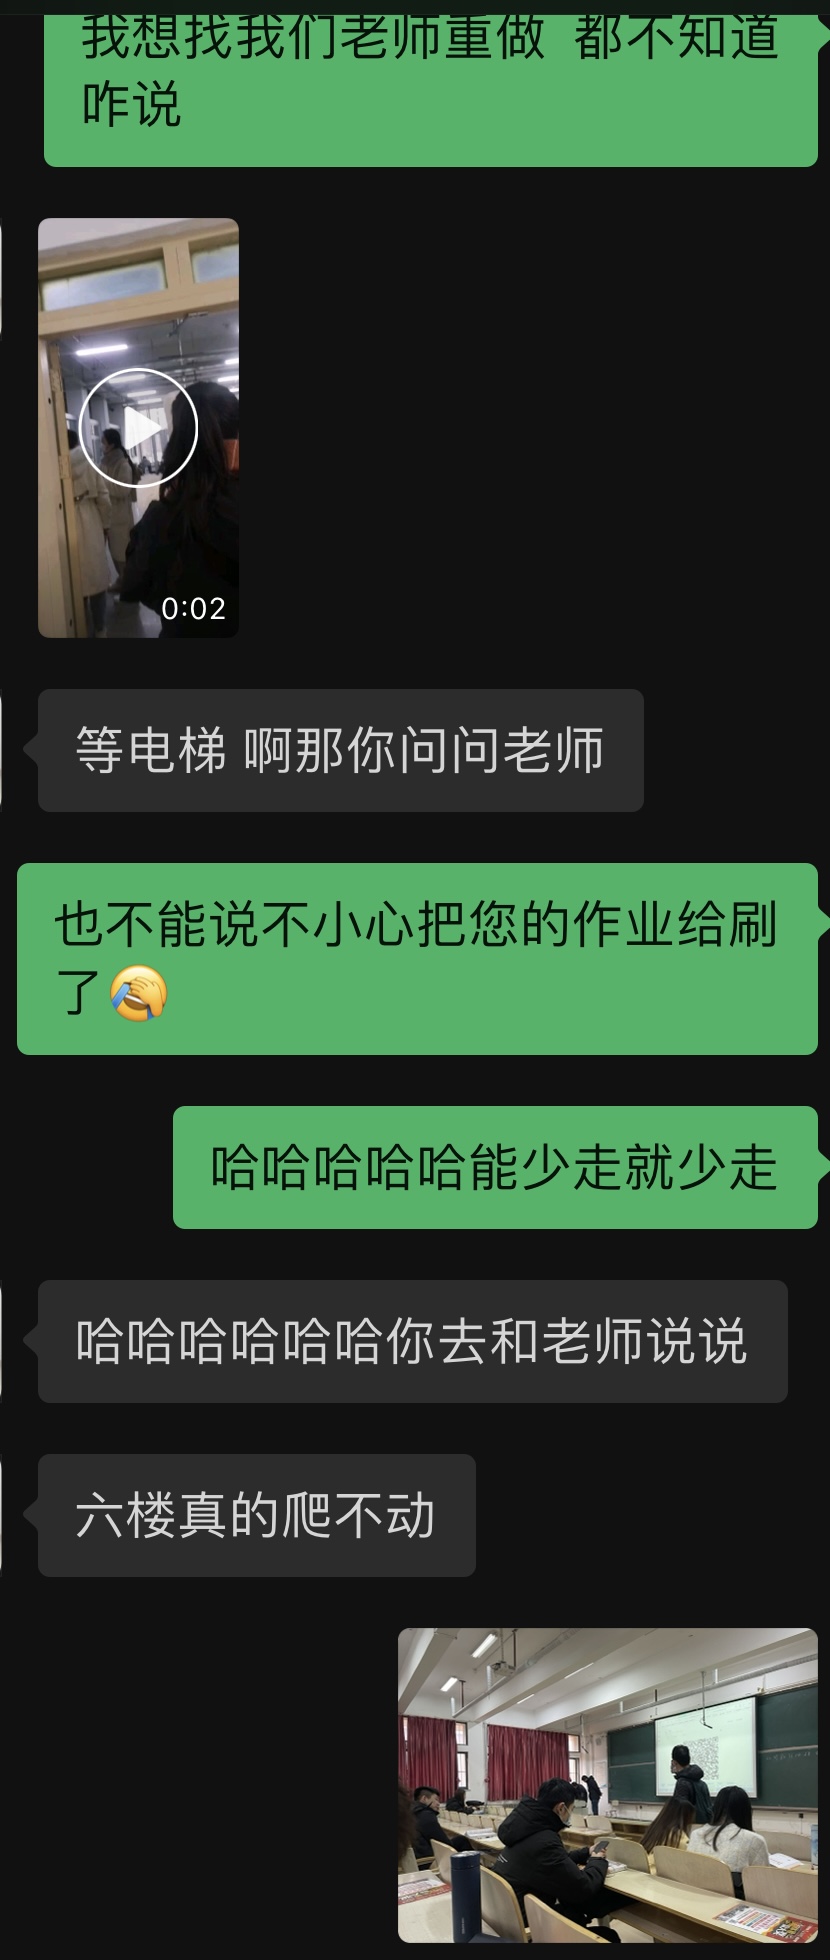 我想找我们老师重做  都不知道
咋说
0:02
等电梯 啊那你问问老师
也不能说不小心把您的作业给刷
了🤦
哈哈哈哈哈能少走就少走
哈哈哈哈哈哈你去和老师说说
六楼真的爬不动